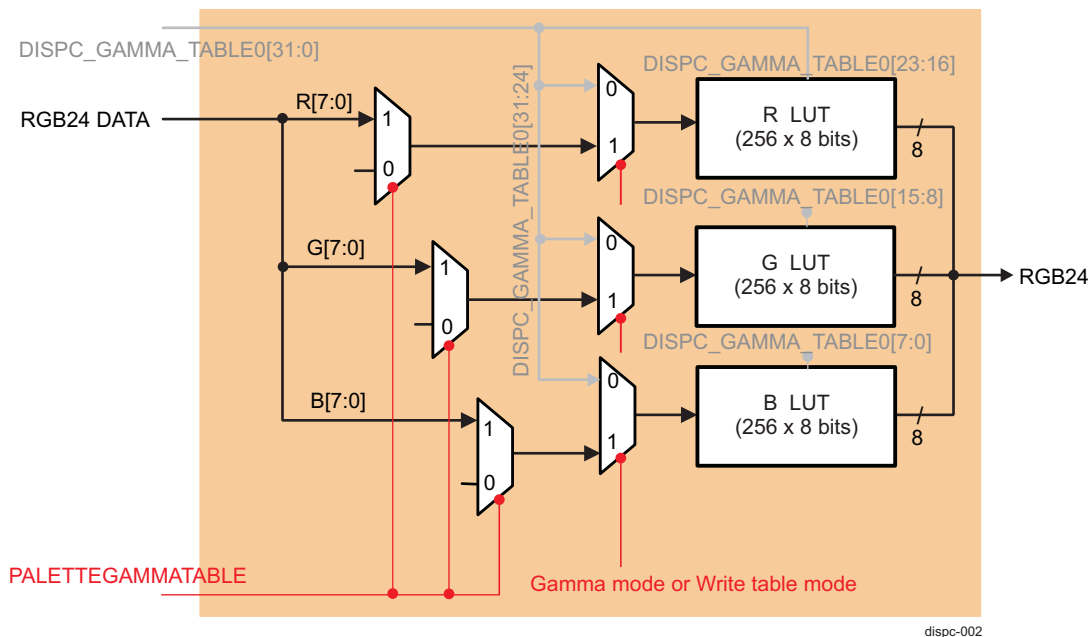 DISPC_GAMMA_TABLE0[31:0]
DISPC_GAMMA_TABLE0[31:24]
DISPC_GAMMA_TABLE0[23:16]
RGB24 DATA
R[7:0]
1
0
0
1
R LUT
(256 x 8 bits)
8
DISPC_GAMMA_TABLE0[15:8]
G[7:0]
1
0
0
1
G LUT
(256 x 8 bits)
8
RGB24
DISPC_GAMMA_TABLE0[7:0]
B[7:0]
1
0
0
1
B LUT
(256 x 8 bits)
8
PALETTEGAMMATABLE
Gamma mode or Write table mode
dispc-002